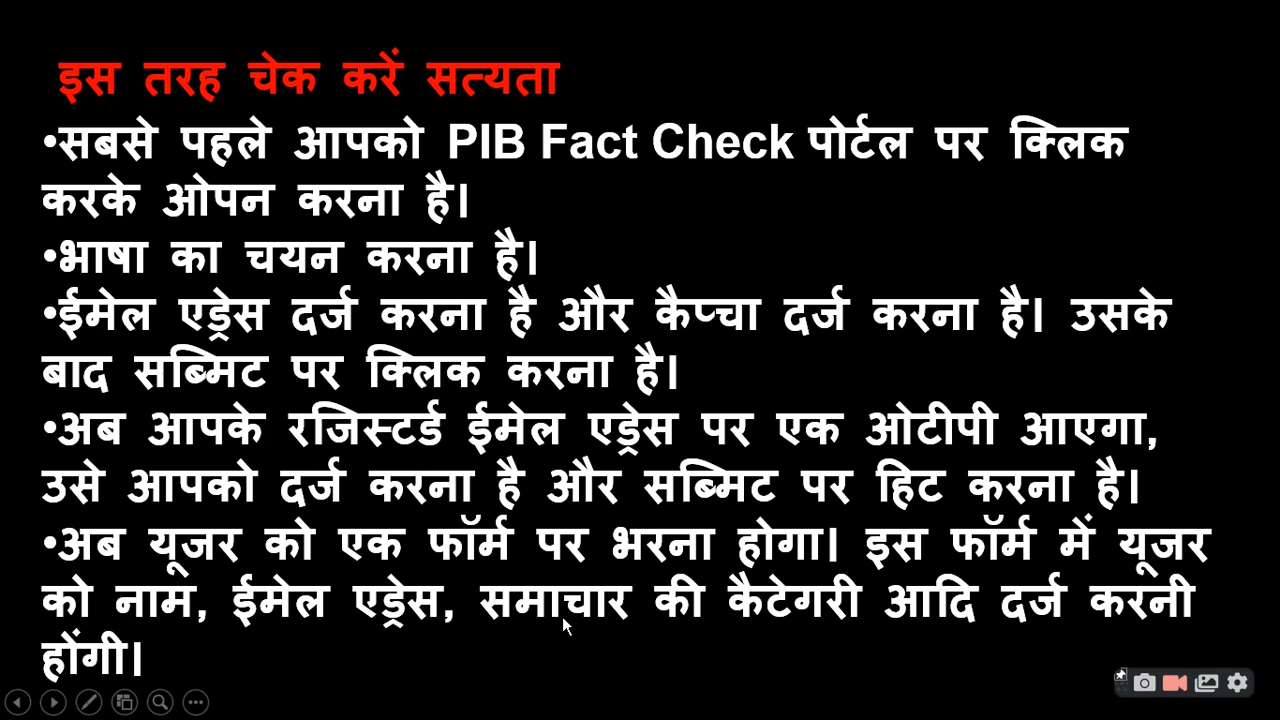 इस तरह चेक करें सत्यता
•सबसे पहले आपको PIB Fact Check पोर्टल पर क्लिक
करके ओपन करना है।
•भाषा का चयन करना है।
•ईमेल एड्रेस दर्ज करना है और कैप्चा दर्ज करना है। उसके
बाद सब्मिट पर क्लिक करना है।
•अब आपके रजिस्टर्ड ईमेल एड्रेस पर एक ओटीपी आएगा,
उसे आपको दर्ज करना है और सब्मिट पर हिट करना है।
•अब यूजर को एक फॉर्म पर भरना होगा। इस फॉर्म में यूजर
को नाम, ईमेल एड्रेस, समाचार की कैटेगरी आदि दर्ज करनी
होंगी।